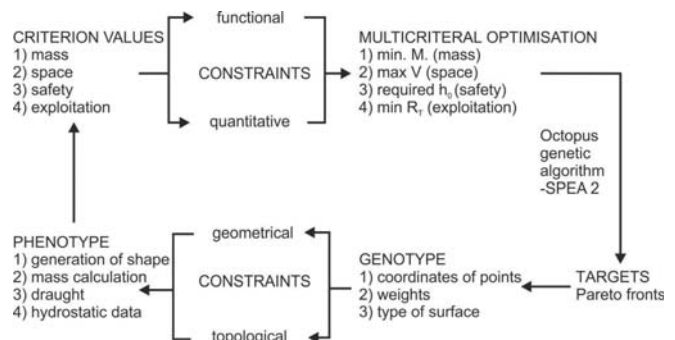 functional
CRITERION VALUES
1) mass
2) space
3) safety
4) exploitation
CONSTRAINTS
quantitative
MULTICRITERAL OPTIMISATION
1) min. M. (mass)
2) max V (space)
3) required h₀ (safety)
4) min Rᴛ (exploitation)
Octopus
genetic
algorithm
-SPEA 2
PHENOTYPE
1) generation of shape
2) mass calculation
3) draught
4) hydrostatic data
geometrical
CONSTRAINTS
topological
GENOTYPE
1) coordinates of points
2) weights
3) type of surface
TARGETS
Pareto fronts